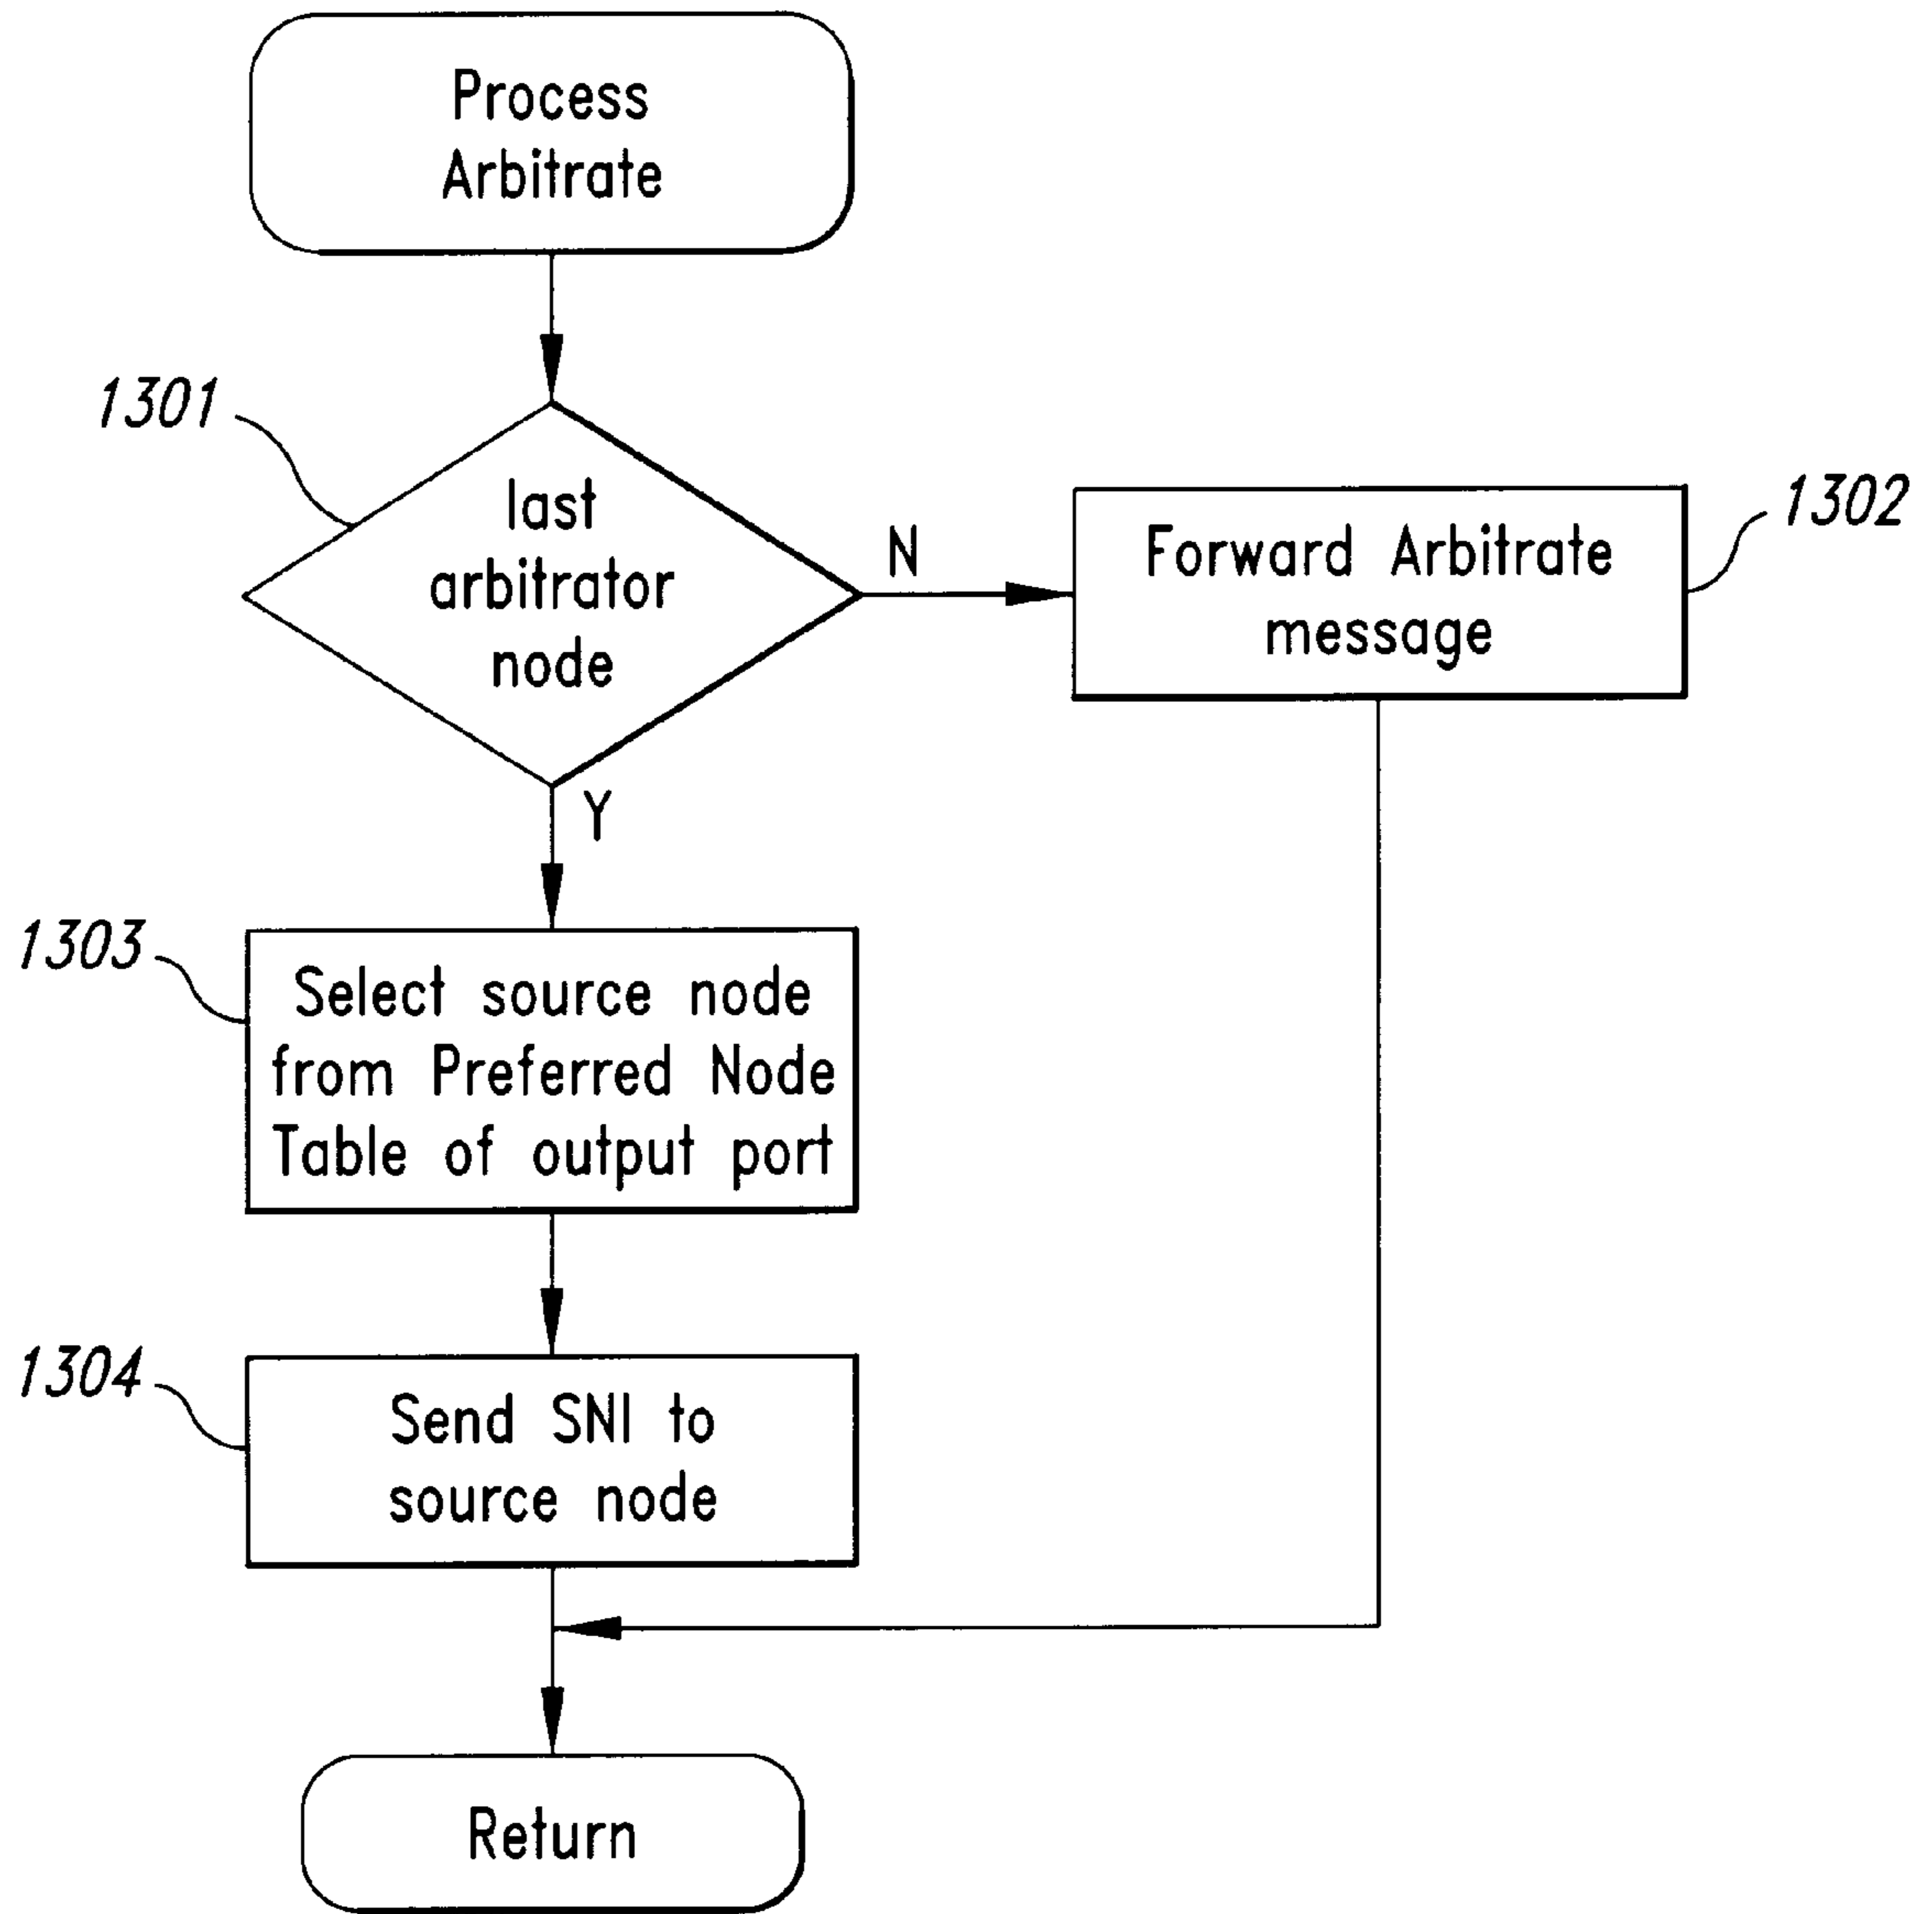 Process
Arbitrate
1301
last
arbitrator
node
N
Forward Arbitrate
message
1302
Y
1303
Select source node
from Preferred Node
Table of output port
1304
Send SNI to
source node
Return